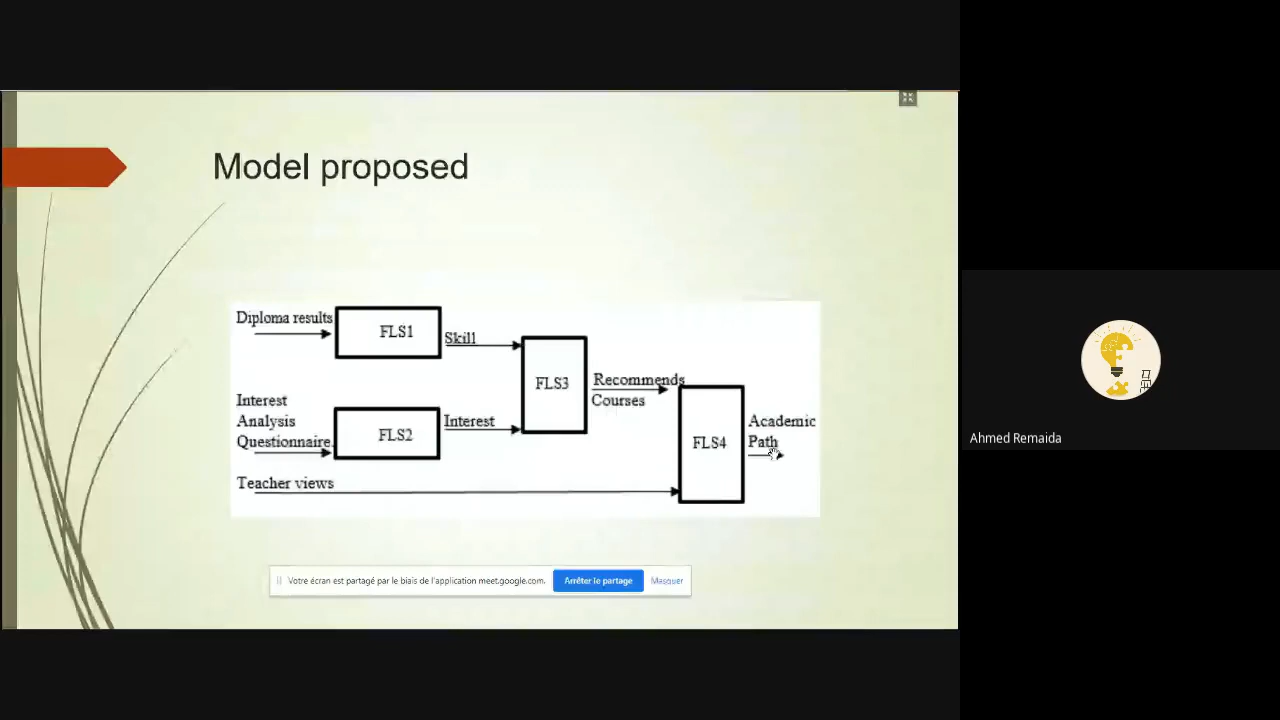 Model proposed
Diploma results
FLS1
Skill
FLS3
Recommends
Courses
Interest
Analysis
Questionnaire
FLS2
Interest
FLS4
Academic
Path
Teacher views
Votre écran est partagé par le biais de l'application meet.google.com.
Arrêter le partage
Masquer
Ahmed Remaida